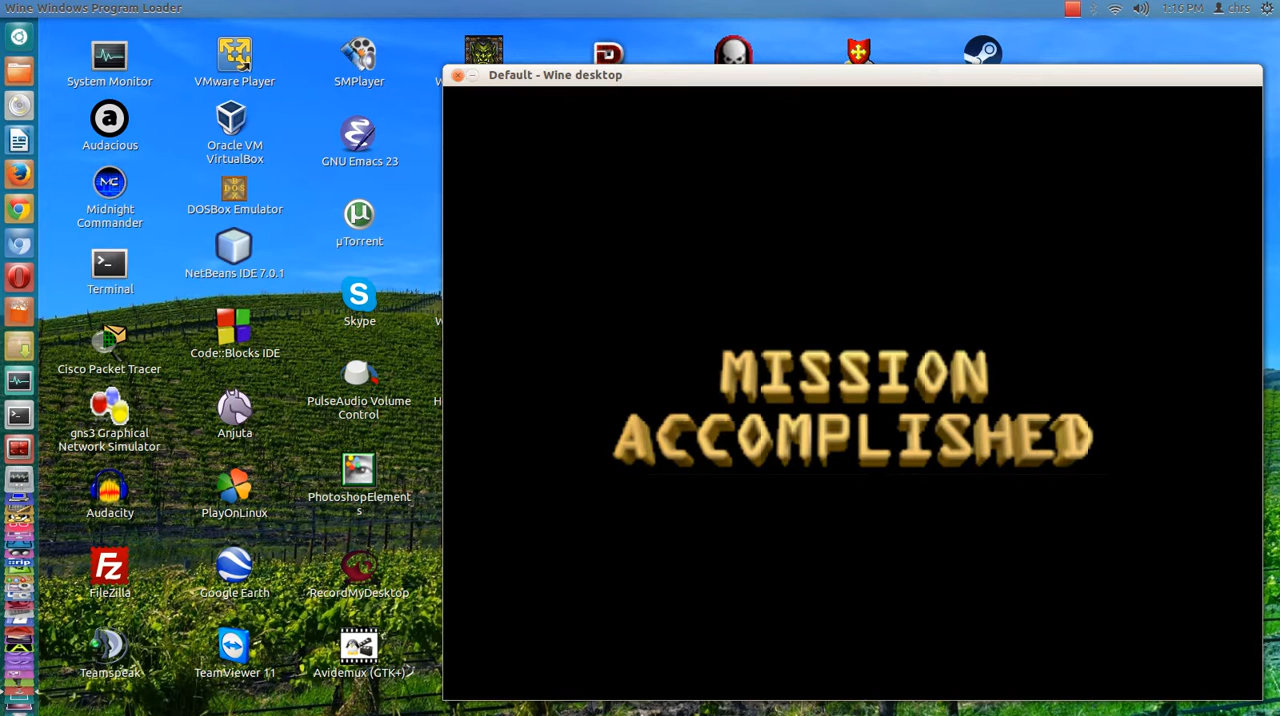 Wine Windows Program Loader
1:16 PM chrs
System Monitor
VMware Player
SMPlayer
Default - Wine desktop
Audacious
Oracle VM
VirtualBox
GNU Emacs 23
Midnight
Commander
DOSBox Emulator
µTorrent
Terminal
NetBeans IDE 7.0.1
Skype
Cisco Packet Tracer
Code::Blocks IDE
PulseAudio Volume
Control
gns3 Graphical
Network Simulator
Anjuta
PhotoshopElement
s
Audacity
PlayOnLinux
FileZilla
Google Earth
RecordMyDesktop
Teamspeak
TeamViewer 11
Avidemux (GTK+)
MISSION
ACCOMPLISHED